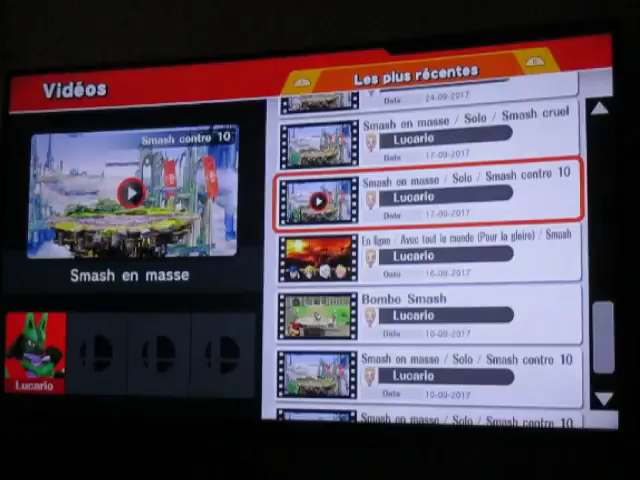 Vidéos
Les plus récentes
Smash contre 10
Smash en masse
Lucario
Date 24-09-2017
Smash en masse / Solo / Smash cruel
Lucario
Date 17-09-2017
Smash en masse / Solo / Smash contre 10
Lucario
Date 17-09-2017
En ligne / Avec tout le monde (Pour la gloire) / Smash
Lucario
Date 16-09-2017
Bombo Smash
Lucario
Date 16-09-2017
Smash en masse / Solo / Smash contre 10
Lucario
Date 10-09-2017
Smash en masse / Solo / Smash contre 10